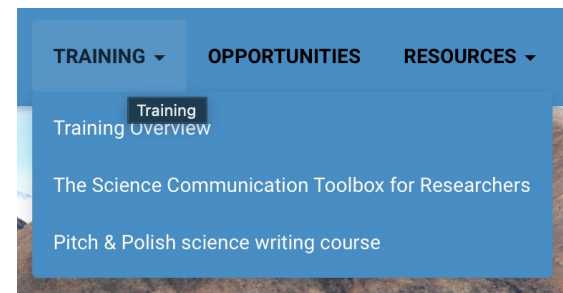 TRAINING OPPORTUNITIES RESOURCES
Training
Training Overview
The Science Communication Toolbox for Researchers
Pitch & Polish science writing course